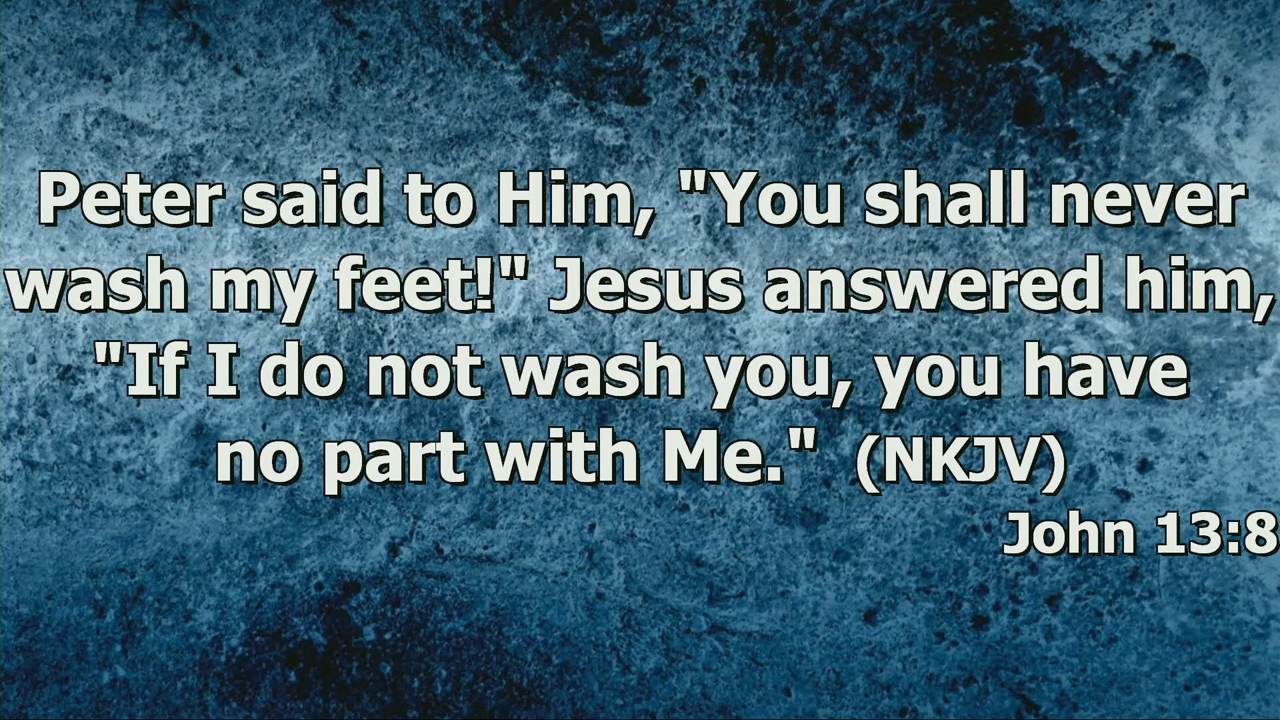 Peter said to Him, "You shall never
wash my feet!" Jesus answered him,
"If I do not wash you, you have
no part with Me." (NKJV)
John 13:8